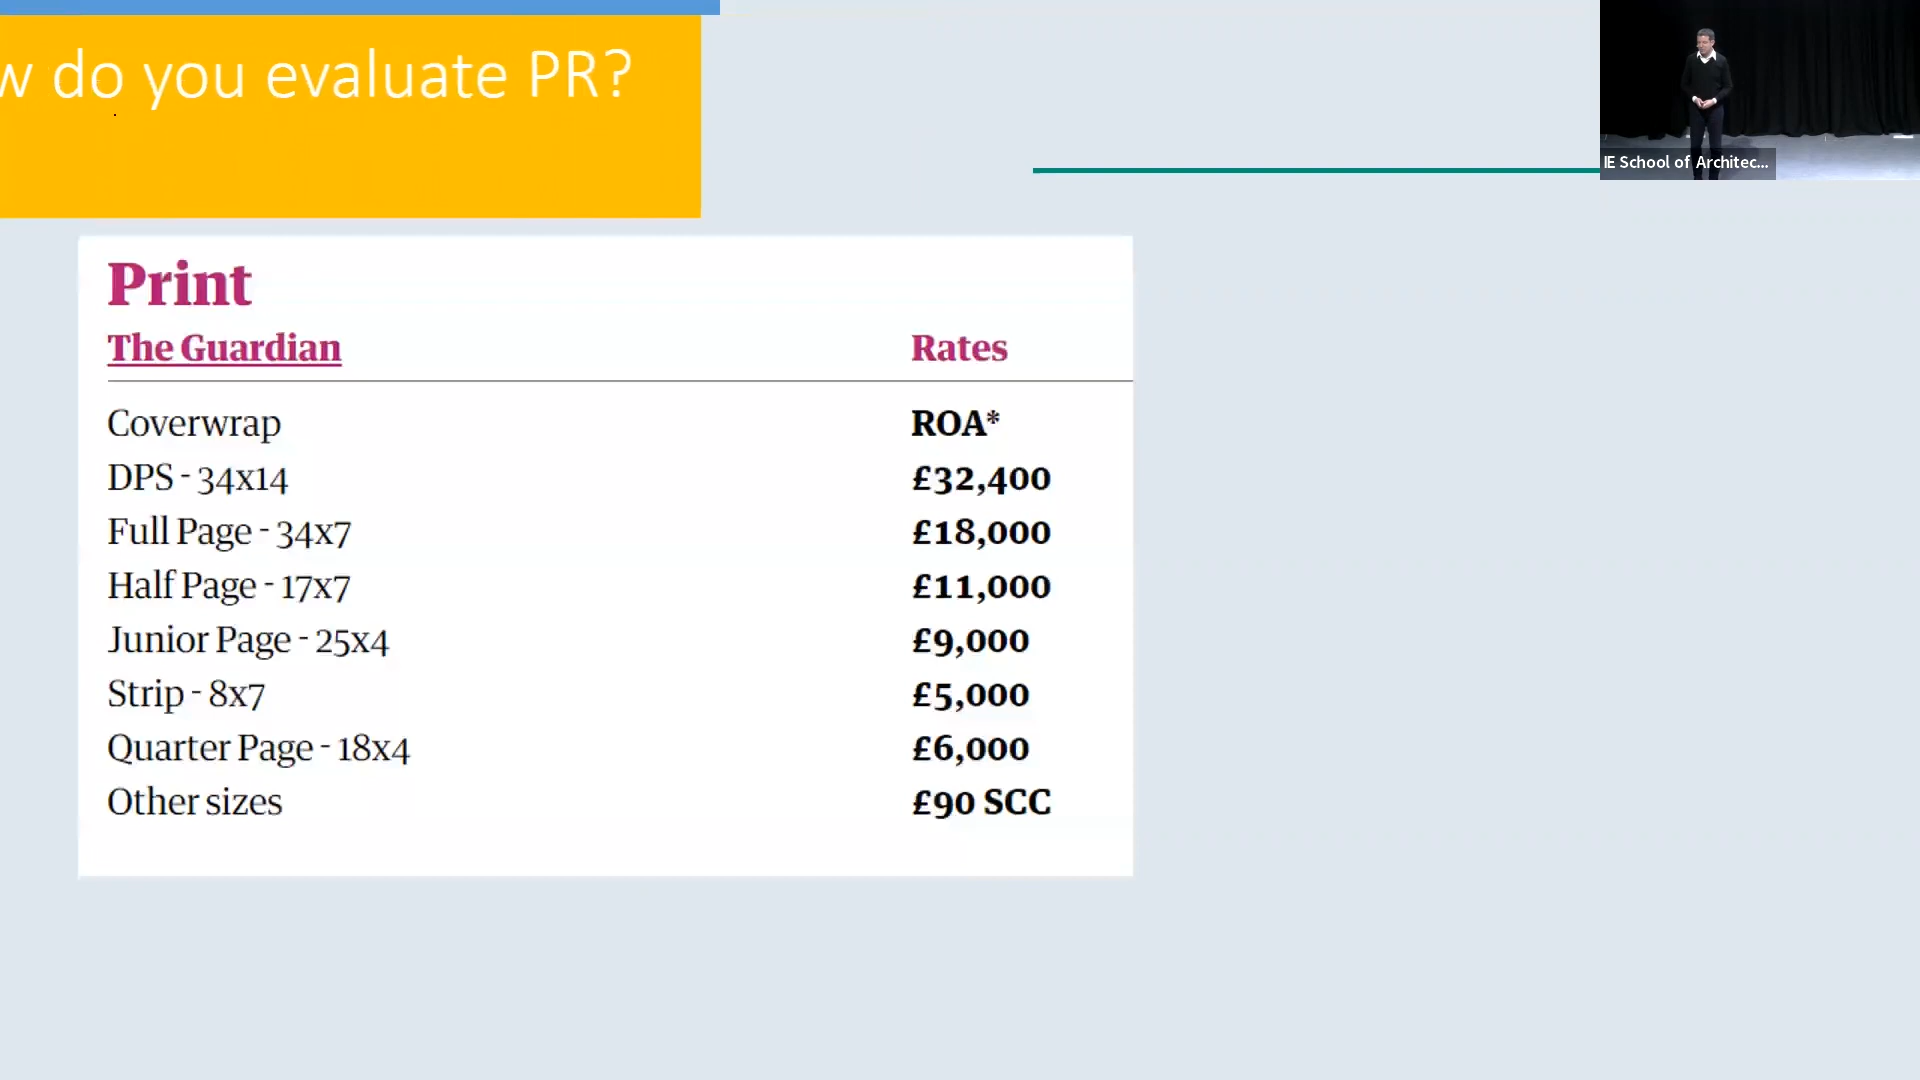 w do you evaluate PR?
IE School of Architec...
Print
The Guardian Rates
Coverwrap ROA*
DPS - 34x14 £32,400
Full Page - 34x7 £18,000
Half Page - 17x7 £11,000
Junior Page - 25x4 £9,000
Strip - 8x7 £5,000
Quarter Page - 18x4 £6,000
Other sizes £90 SCC